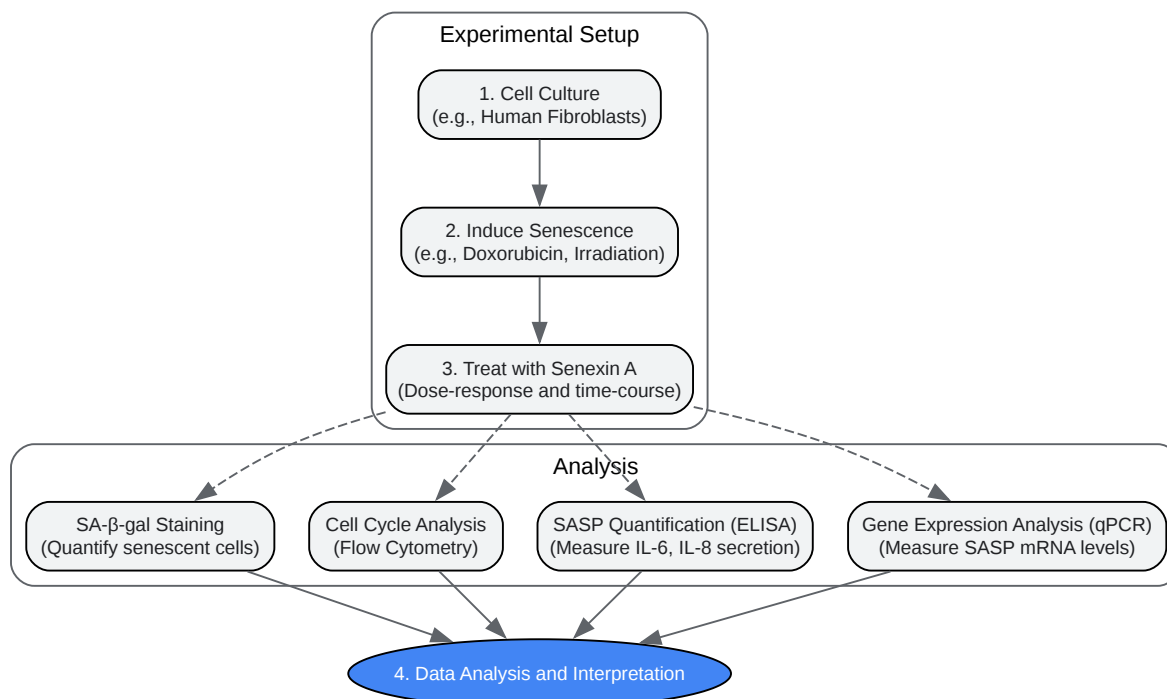 Experimental Setup
1. Cell Culture
(e.g., Human Fibroblasts)
2. Induce Senescence
(e.g., Doxorubicin, Irradiation)
3. Treat with Senexin A
(Dose-response and time-course)
Analysis
SA-β-gal Staining
(Quantify senescent cells)
Cell Cycle Analysis
(Flow Cytometry)
SASP Quantification (ELISA)
(Measure IL-6, IL-8 secretion)
Gene Expression Analysis (qPCR)
(Measure SASP mRNA levels)
4. Data Analysis and Interpretation